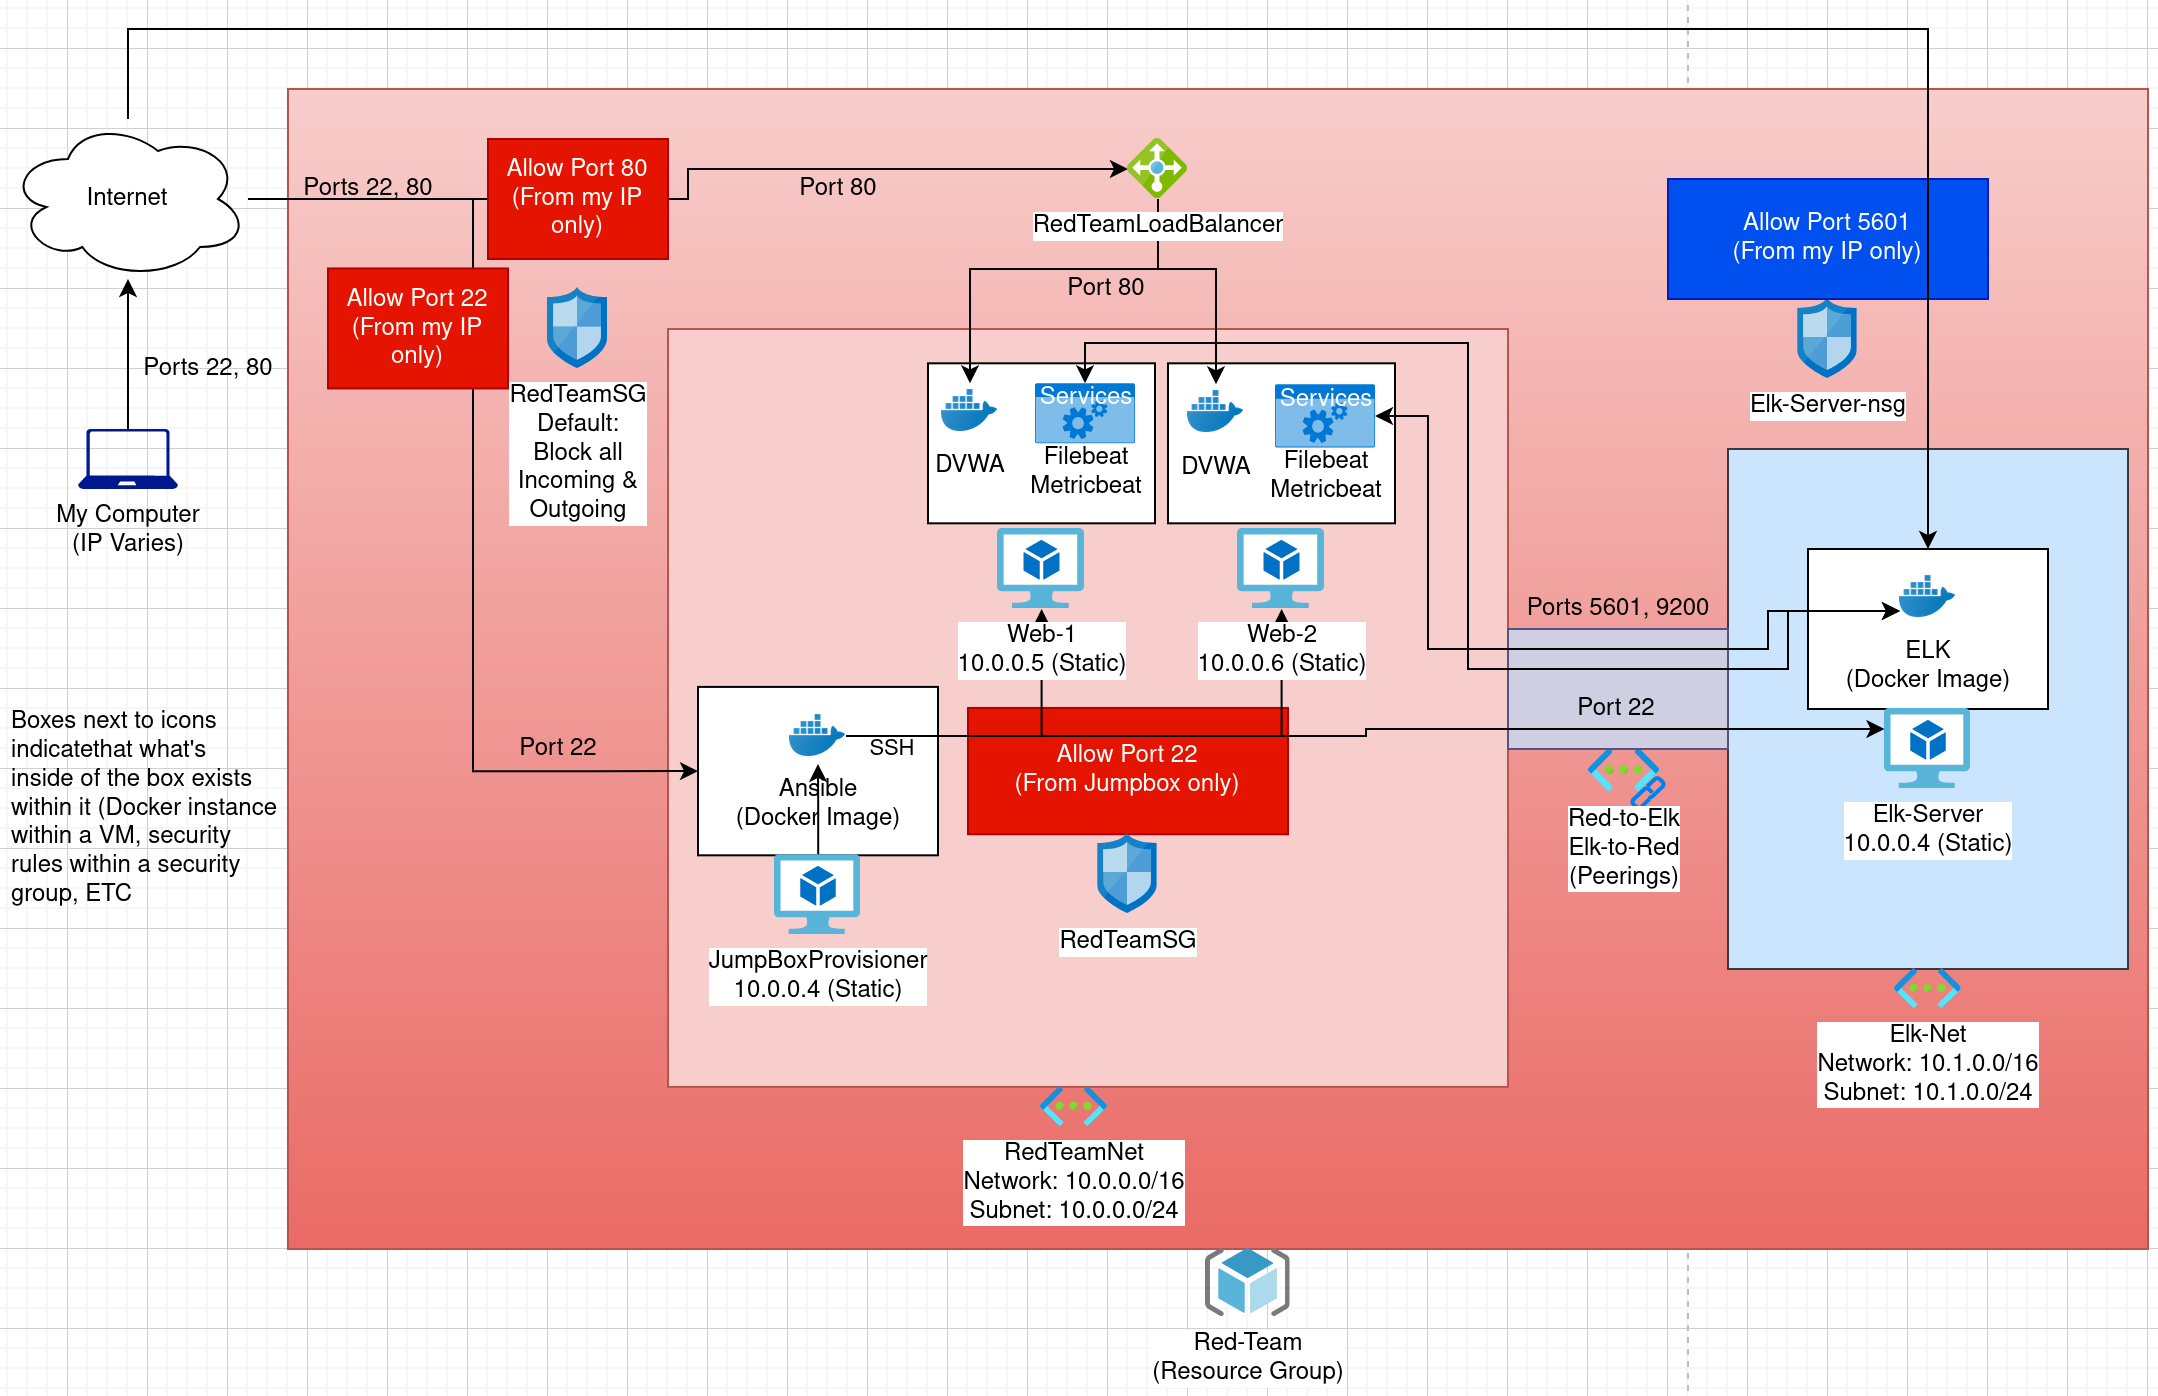 Internet
Ports 22, 80
Allow Port 80
(From my IP
only)
Port 80
RedTeamLoadBalancer
Port 80
Allow Port 5601
(From my IP only)
Elk-Server-nsg
Allow Port 22
(From my IP
only)
RedTeamSG
Default:
Block all
Incoming &
Outgoing
Ports 22, 80
My Computer
(IP Varies)
DVWA
Services
Filebeat
Metricbeat
DVWA
Services
Filebeat
Metricbeat
Web-1
10.0.0.5 (Static)
Web-2
10.0.0.6 (Static)
Ports 5601, 9200
ELK
(Docker Image)
Port 22
Elk-Server
10.0.0.4 (Static)
Boxes next to icons
indicatethat what's
inside of the box exists
within it (Docker instance
within a VM, security
rules within a security
group, ETC
Port 22
SSH
Ansible
(Docker Image)
Allow Port 22
(From Jumpbox only)
Red-to-Elk
Elk-to-Red
(Peerings)
RedTeamSG
JumpBoxProvisioner
10.0.0.4 (Static)
Elk-Net
Network: 10.1.0.0/16
Subnet: 10.1.0.0/24
RedTeamNet
Network: 10.0.0.0/16
Subnet: 10.0.0.0/24
Red-Team
(Resource Group)